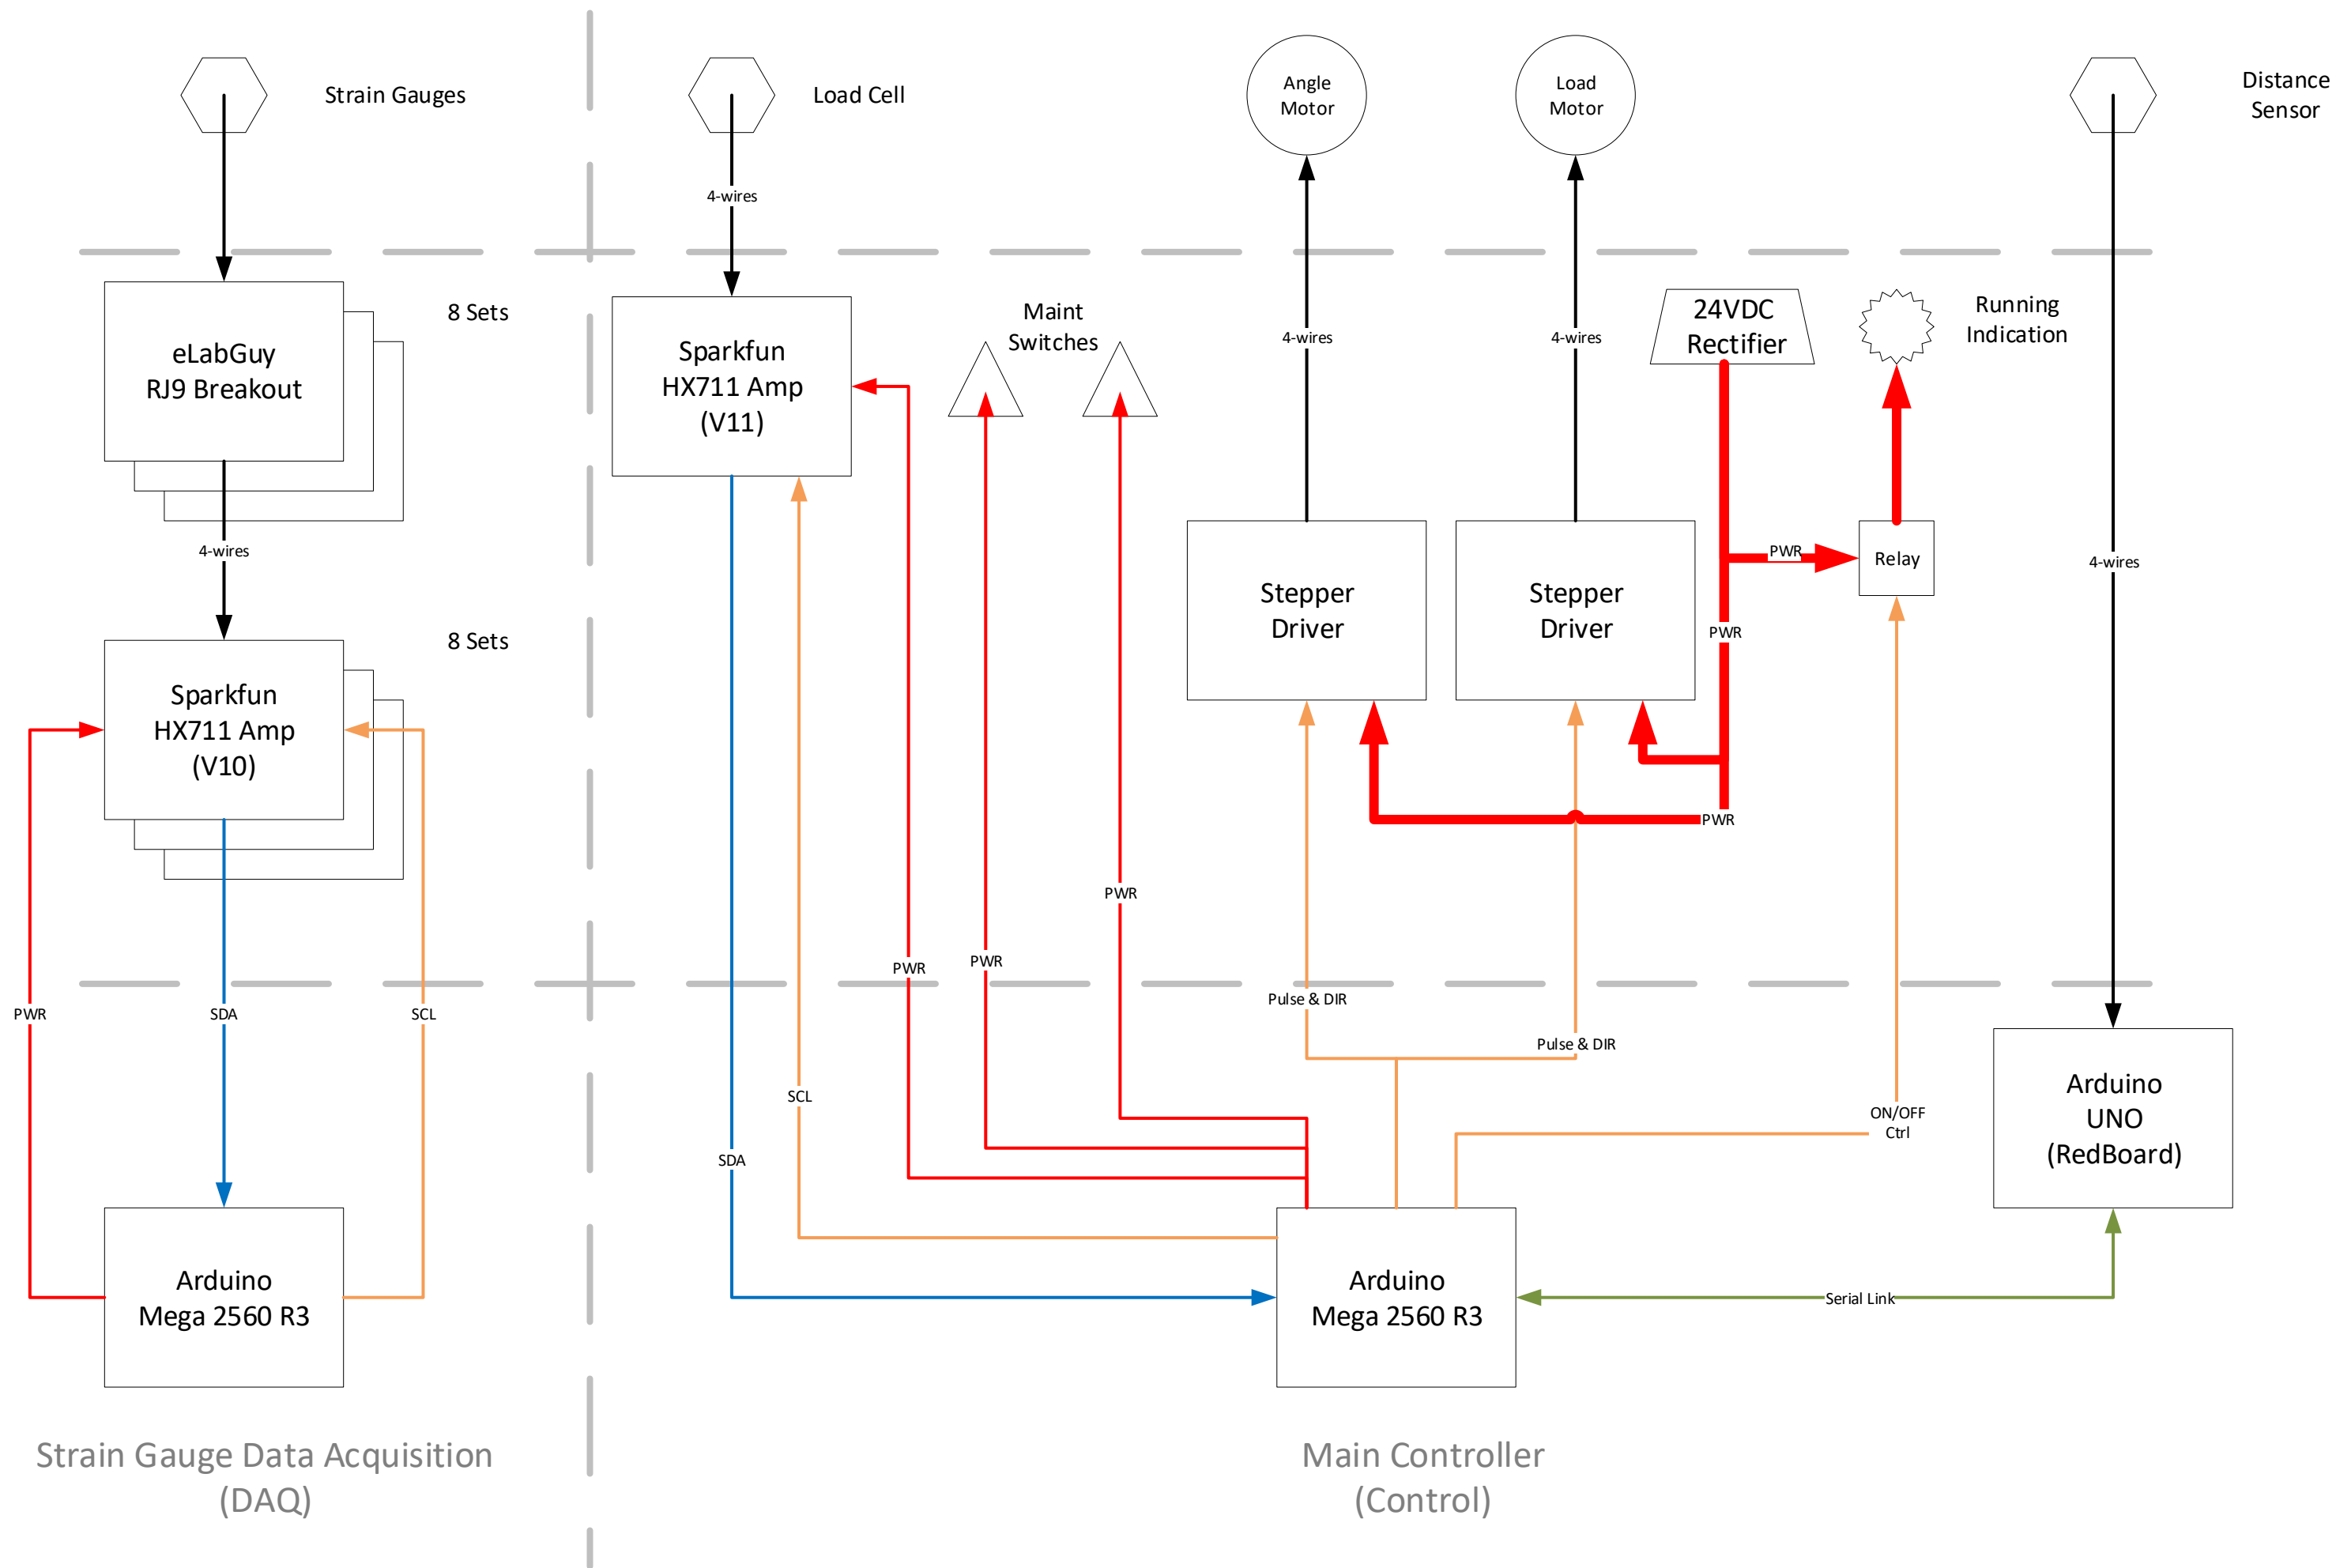 Strain Gauges
Load Cell
Angle
Motor
Load
Motor
Distance
Sensor
4-wires
eLabGuy
RJ9 Breakout
8 Sets
Sparkfun
HX711 Amp
(V11)
Maint
Switches
4-wires
4-wires
24VDC
Rectifier
Running
Indication
4-wires
Stepper
Driver
Stepper
Driver
PWR
Relay
4-wires
PWR
8 Sets
Sparkfun
HX711 Amp
(V10)
PWR
PWR
PWR
PWR
PWR
SDA
SCL
Pulse & DIR
Pulse & DIR
SCL
SDA
ON/OFF
Ctrl
Arduino
UNO
(RedBoard)
Arduino
Mega 2560 R3
Arduino
Mega 2560 R3
Serial Link
Strain Gauge Data Acquisition
(DAQ)
Main Controller
(Control)